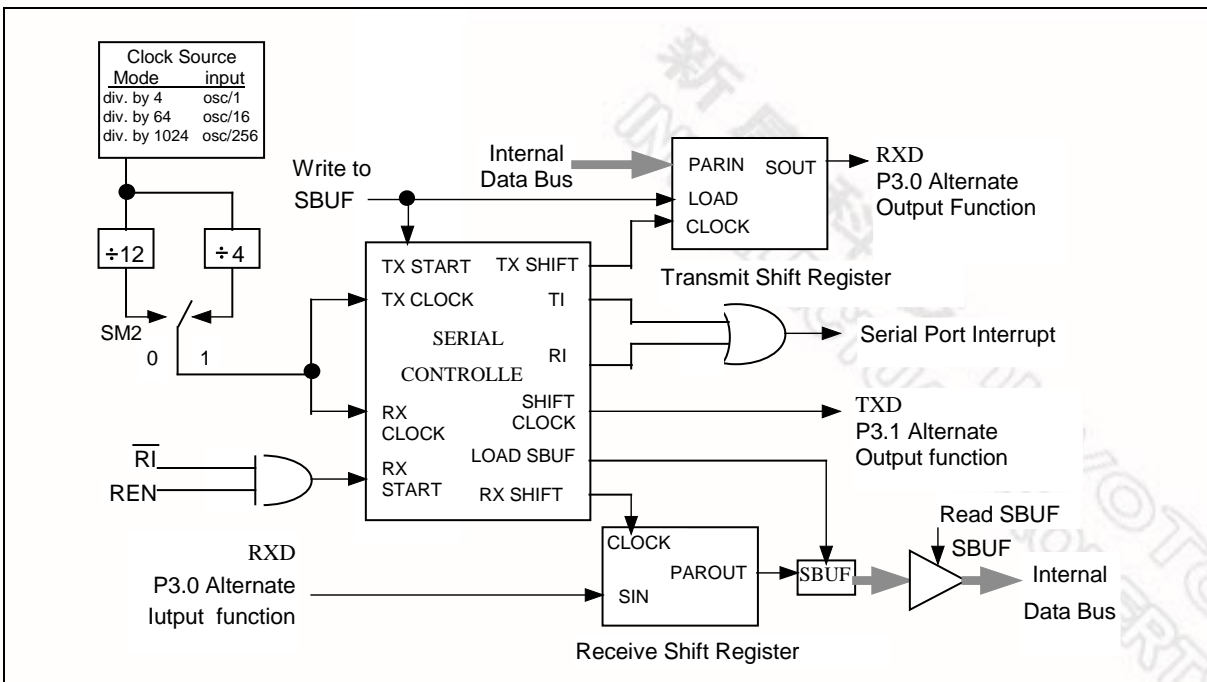 Clock Source
Mode input
div. by 4 osc/1
div. by 64 osc/16
div. by 1024 osc/256
÷12
÷4
SM2
0 1
Write to
SBUF
Internal
Data Bus
PARIN SOUT
LOAD
CLOCK
Transmit Shift Register
RXD
P3.0 Alternate
Output Function
TX START TX SHIFT
TX CLOCK TI
SERIAL
RI
CONTROLLE
RX
CLOCK
SHIFT
CLOCK
LOAD SBUF
RX
START
RX SHIFT
Serial Port Interrupt
TXD
P3.1 Alternate
Output function
RI
REN
RXD
P3.0 Alternate
Iutput function
CLOCK
PAROUT
SIN
Receive Shift Register
SBUF
Read SBUF
SBUF
Internal
Data Bus
新
科